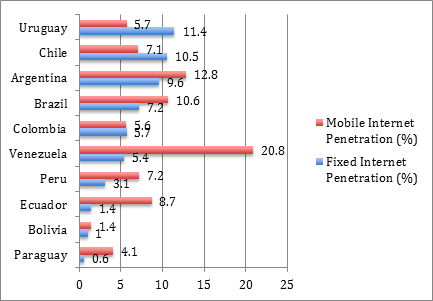 Uruguay
5.7
11.4
Chile
7.1
10.5
Argentina
12.8
9.6
Brazil
10.6
7.2
Colombia
5.6
5.7
Venezuela
20.8
5.4
Peru
7.2
3.1
Ecuador
8.7
1.4
Bolivia
1.4
1
Paraguay
4.1
0.6
0 5 10 15 20 25
Mobile Internet
Penetration (%)
Fixed Internet
Penetration (%)